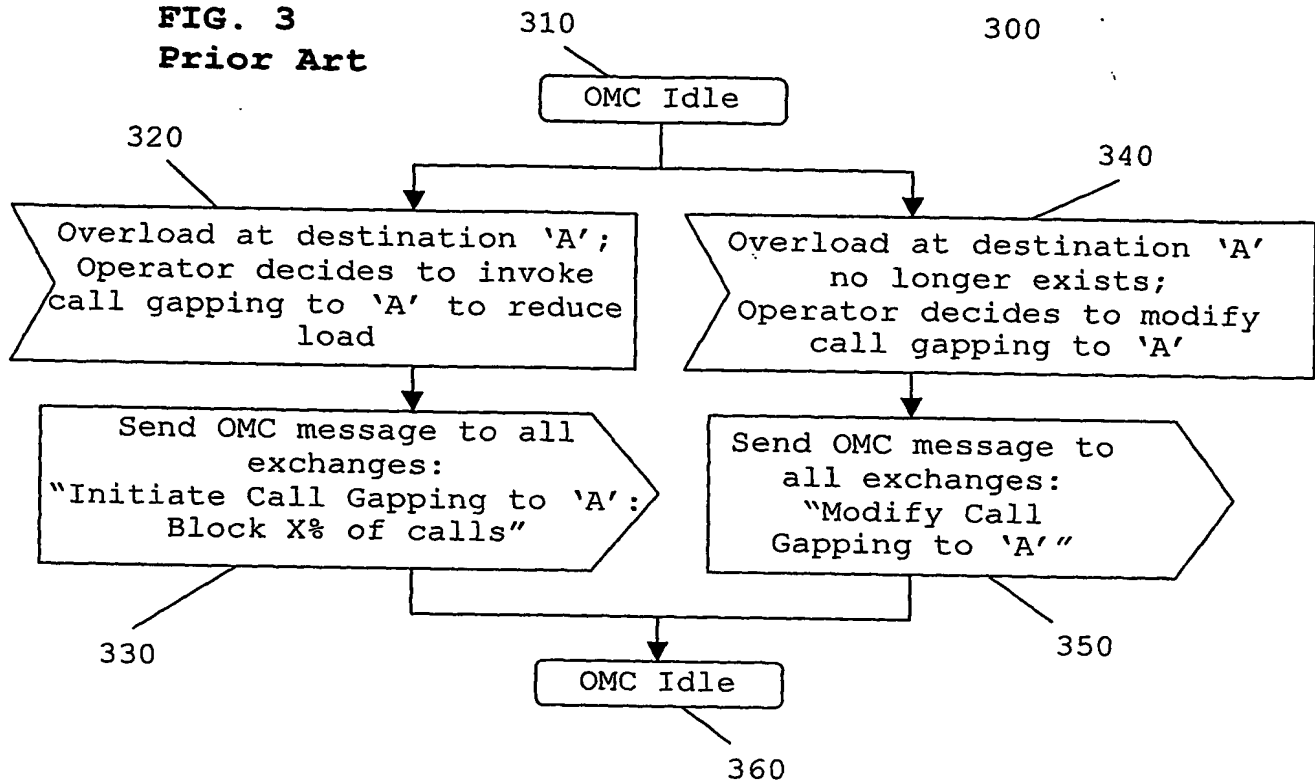 FIG. 3
Prior Art
310
300
OMC Idle
320
340
Overload at destination ‘A’;
Operator decides to invoke
call gapping to ‘A’ to reduce
load
Overload at destination ‘A’
no longer exists;
Operator decides to modify
call gapping to ‘A’
Send OMC message to all
exchanges:
“Initiate Call Gapping to ‘A’:
Block X% of calls”
Send OMC message to
all exchanges:
“Modify Call
Gapping to ‘A’”
330
350
OMC Idle
360